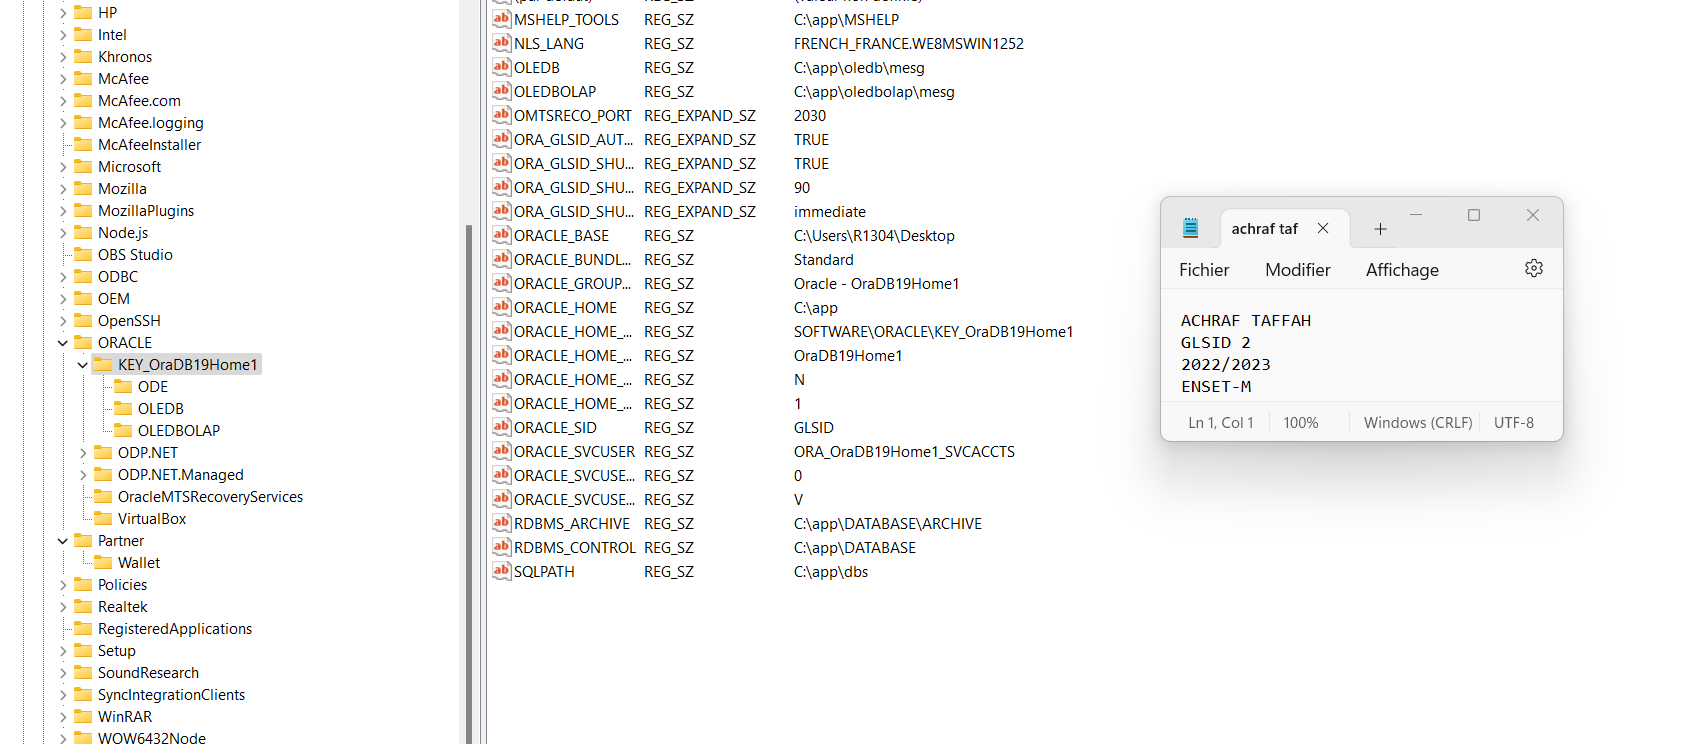 HP
Intel
Khronos
McAfee
McAfee.com
McAfee.logging
McAfeeInstaller
Microsoft
Mozilla
MozillaPlugins
Node.js
OBS Studio
ODBC
OEM
OpenSSH
ORACLE
KEY_OraDB19Home1
ODE
OLEDB
OLEDBOLAP
ODP.NET
ODP.NET.Managed
OracleMTSRecoveryServices
VirtualBox
Partner
Wallet
Policies
Realtek
RegisteredApplications
Setup
SoundResearch
SyncIntegrationClients
WinRAR
WOW6432Node
MSHELP_TOOLS REG_SZ C:\app\MSHELP
NLS_LANG REG_SZ FRENCH_FRANCE.WE8MSWIN1252
OLEDB REG_SZ C:\app\oledb\mesg
OLEDBOLAP REG_SZ C:\app\oledbolap\mesg
OMTSRECO_PORT REG_EXPAND_SZ 2030
ORA_GLSID_AUT... REG_EXPAND_SZ TRUE
ORA_GLSID_SHU... REG_EXPAND_SZ TRUE
ORA_GLSID_SHU... REG_EXPAND_SZ 90
ORA_GLSID_SHU... REG_EXPAND_SZ immediate
ORACLE_BASE REG_SZ C:\Users\R1304\Desktop
ORACLE_BUNDL... REG_SZ Standard
ORACLE_GROUP... REG_SZ Oracle - OraDB19Home1
ORACLE_HOME REG_SZ C:\app
ORACLE_HOME_... REG_SZ SOFTWARE\ORACLE\KEY_OraDB19Home1
ORACLE_HOME_... REG_SZ OraDB19Home1
ORACLE_HOME_... REG_SZ N
ORACLE_HOME_... REG_SZ 1
ORACLE_SID REG_SZ GLSID
ORACLE_SVCUSER REG_SZ ORA_OraDB19Home1_SVCACCTS
ORACLE_SVCUSE... REG_SZ 0
ORACLE_SVCUSE... REG_SZ V
RDBMS_ARCHIVE REG_SZ C:\app\DATABASE\ARCHIVE
RDBMS_CONTROL REG_SZ C:\app\DATABASE
SQLPATH REG_SZ C:\app\dbs
achraf taf
Fichier Modifier Affichage
ACHRAF TAFFAH
GLSID 2
2022/2023
ENSET-M
Ln 1, Col 1 100% Windows (CRLF) UTF-8